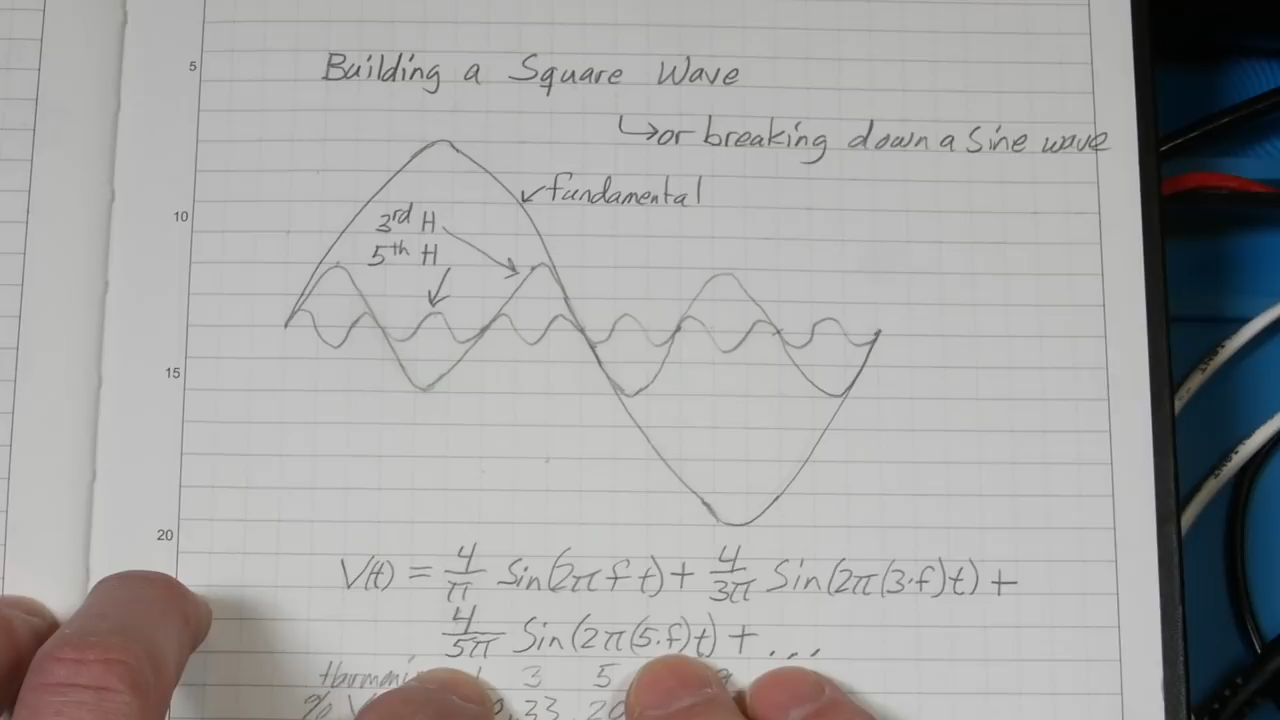 Building a Square Wave
↳or breaking down a Sine wave
5
fundamental
10
3rd H
5th H
15
20
V(t) = 4/π Sin(2π f t) + 4/3π Sin(2π(3·f)t) +
4/5π Sin(2π(5·f)t) + ...
3 5
% 33 20